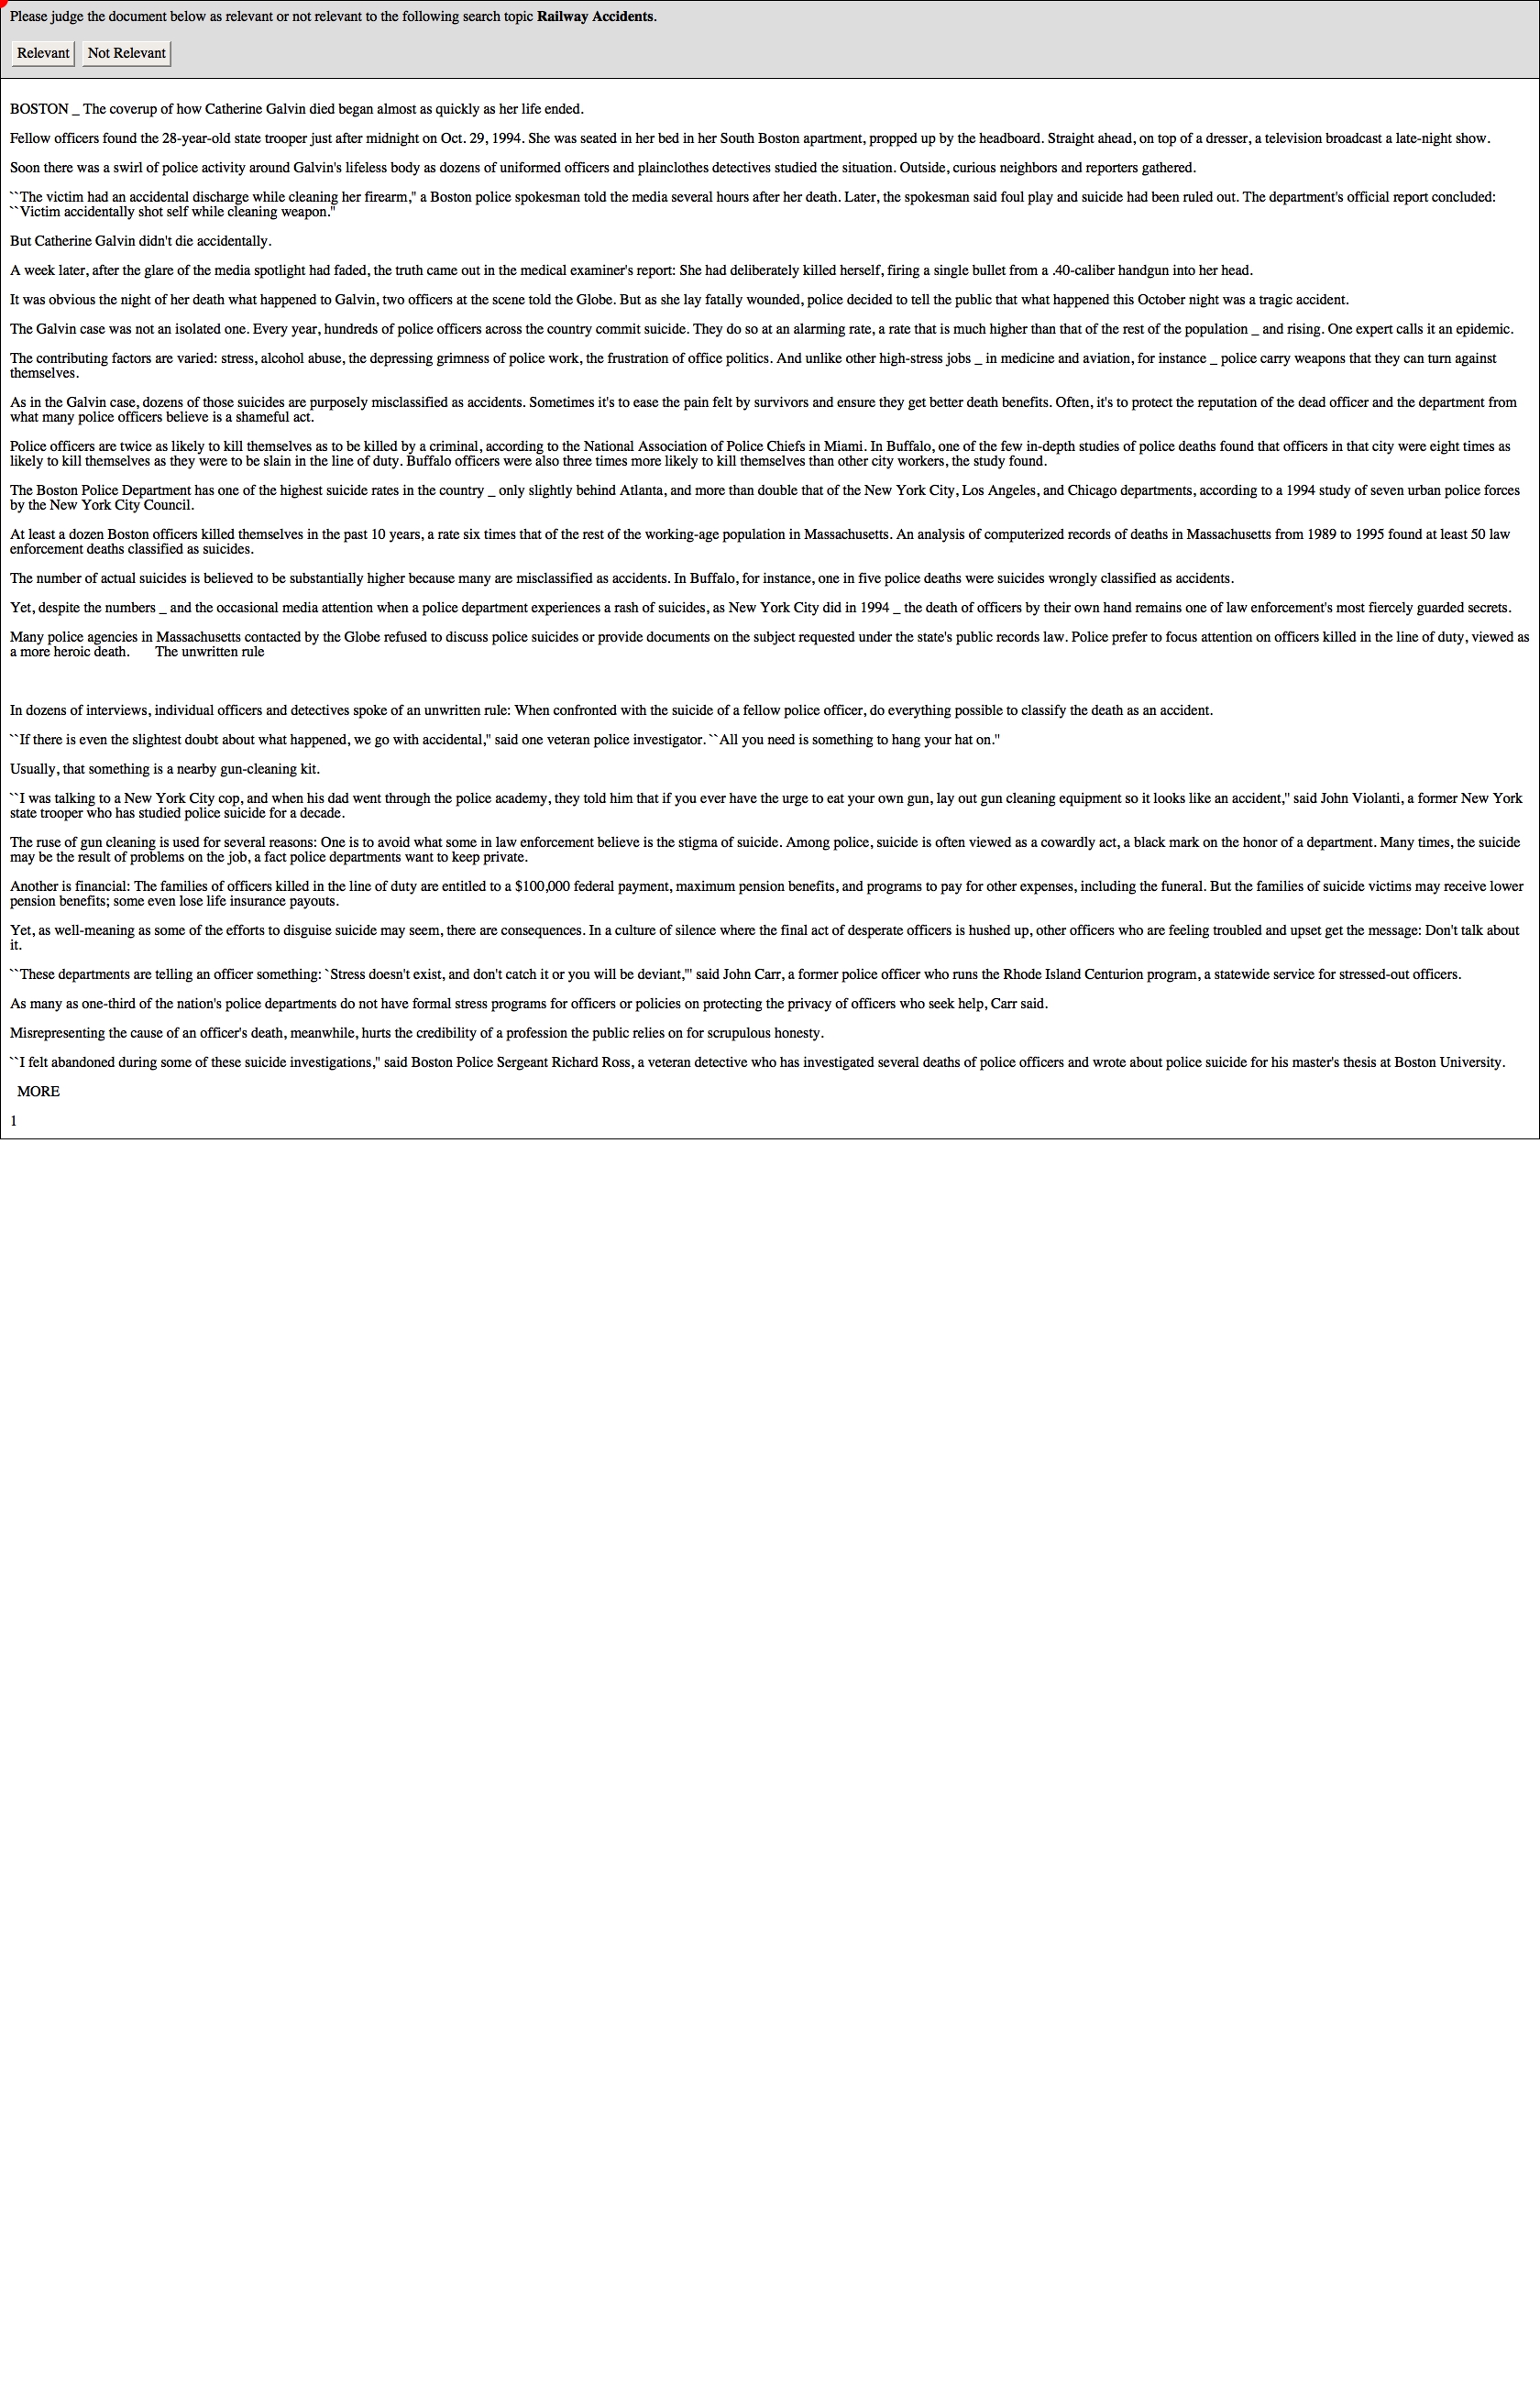 Please judge the document below as relevant or not relevant to the following search topic Railway Accidents.
Relevant Not Relevant
BOSTON _ The coverup of how Catherine Galvin died began almost as quickly as her life ended.
Fellow officers found the 28-year-old state trooper just after midnight on Oct. 29, 1994. She was seated in her bed in her South Boston apartment, propped up by the headboard. Straight ahead, on top of a dresser, a television broadcast a late-night show.
Soon there was a swirl of police activity around Galvin's lifeless body as dozens of uniformed officers and plainclothes detectives studied the situation. Outside, curious neighbors and reporters gathered.
``The victim had an accidental discharge while cleaning her firearm,'' a Boston police spokesman told the media several hours after her death. Later, the spokesman said foul play and suicide had been ruled out. The department's official report concluded:
``Victim accidentally shot self while cleaning weapon.''
But Catherine Galvin didn't die accidentally.
A week later, after the glare of the media spotlight had faded, the truth came out in the medical examiner's report: She had deliberately killed herself, firing a single bullet from a .40-caliber handgun into her head.
It was obvious the night of her death what happened to Galvin, two officers at the scene told the Globe. But as she lay fatally wounded, police decided to tell the public that what happened this October night was a tragic accident.
The Galvin case was not an isolated one. Every year, hundreds of police officers across the country commit suicide. They do so at an alarming rate, a rate that is much higher than that of the rest of the population _ and rising. One expert calls it an epidemic.
The contributing factors are varied: stress, alcohol abuse, the depressing grimness of police work, the frustration of office politics. And unlike other high-stress jobs _ in medicine and aviation, for instance _ police carry weapons that they can turn against
themselves.
As in the Galvin case, dozens of those suicides are purposely misclassified as accidents. Sometimes it's to ease the pain felt by survivors and ensure they get better death benefits. Often, it's to protect the reputation of the dead officer and the department from
what many police officers believe is a shameful act.
Police officers are twice as likely to kill themselves as to be killed by a criminal, according to the National Association of Police Chiefs in Miami. In Buffalo, one of the few in-depth studies of police deaths found that officers in that city were eight times as
likely to kill themselves as they were to be slain in the line of duty. Buffalo officers were also three times more likely to kill themselves than other city workers, the study found.
The Boston Police Department has one of the highest suicide rates in the country _ only slightly behind Atlanta, and more than double that of the New York City, Los Angeles, and Chicago departments, according to a 1994 study of seven urban police forces
by the New York City Council.
At least a dozen Boston officers killed themselves in the past 10 years, a rate six times that of the rest of the working-age population in Massachusetts. An analysis of computerized records of deaths in Massachusetts from 1989 to 1995 found at least 50 law
enforcement deaths classified as suicides.
The number of actual suicides is believed to be substantially higher because many are misclassified as accidents. In Buffalo, for instance, one in five police deaths were suicides wrongly classified as accidents.
Yet, despite the numbers _ and the occasional media attention when a police department experiences a rash of suicides, as New York City did in 1994 _ the death of officers by their own hand remains one of law enforcement's most fiercely guarded secrets.
Many police agencies in Massachusetts contacted by the Globe refused to discuss police suicides or provide documents on the subject requested under the state's public records law. Police prefer to focus attention on officers killed in the line of duty, viewed as
a more heroic death. The unwritten rule
In dozens of interviews, individual officers and detectives spoke of an unwritten rule: When confronted with the suicide of a fellow police officer, do everything possible to classify the death as an accident.
``If there is even the slightest doubt about what happened, we go with accidental,'' said one veteran police investigator. ``All you need is something to hang your hat on.''
Usually, that something is a nearby gun-cleaning kit.
``I was talking to a New York City cop, and when his dad went through the police academy, they told him that if you ever have the urge to eat your own gun, lay out gun cleaning equipment so it looks like an accident,'' said John Violanti, a former New York
state trooper who has studied police suicide for a decade.
The ruse of gun cleaning is used for several reasons: One is to avoid what some in law enforcement believe is the stigma of suicide. Among police, suicide is often viewed as a cowardly act, a black mark on the honor of a department. Many times, the suicide
may be the result of problems on the job, a fact police departments want to keep private.
Another is financial: The families of officers killed in the line of duty are entitled to a $100,000 federal payment, maximum pension benefits, and programs to pay for other expenses, including the funeral. But the families of suicide victims may receive lower
pension benefits; some even lose life insurance payouts.
Yet, as well-meaning as some of the efforts to disguise suicide may seem, there are consequences. In a culture of silence where the final act of desperate officers is hushed up, other officers who are feeling troubled and upset get the message: Don't talk about
it.
``These departments are telling an officer something: `Stress doesn't exist, and don't catch it or you will be deviant,''' said John Carr, a former police officer who runs the Rhode Island Centurion program, a statewide service for stressed-out officers.
As many as one-third of the nation's police departments do not have formal stress programs for officers or policies on protecting the privacy of officers who seek help, Carr said.
Misrepresenting the cause of an officer's death, meanwhile, hurts the credibility of a profession the public relies on for scrupulous honesty.
``I felt abandoned during some of these suicide investigations,'' said Boston Police Sergeant Richard Ross, a veteran detective who has investigated several deaths of police officers and wrote about police suicide for his master's thesis at Boston University.
MORE
1